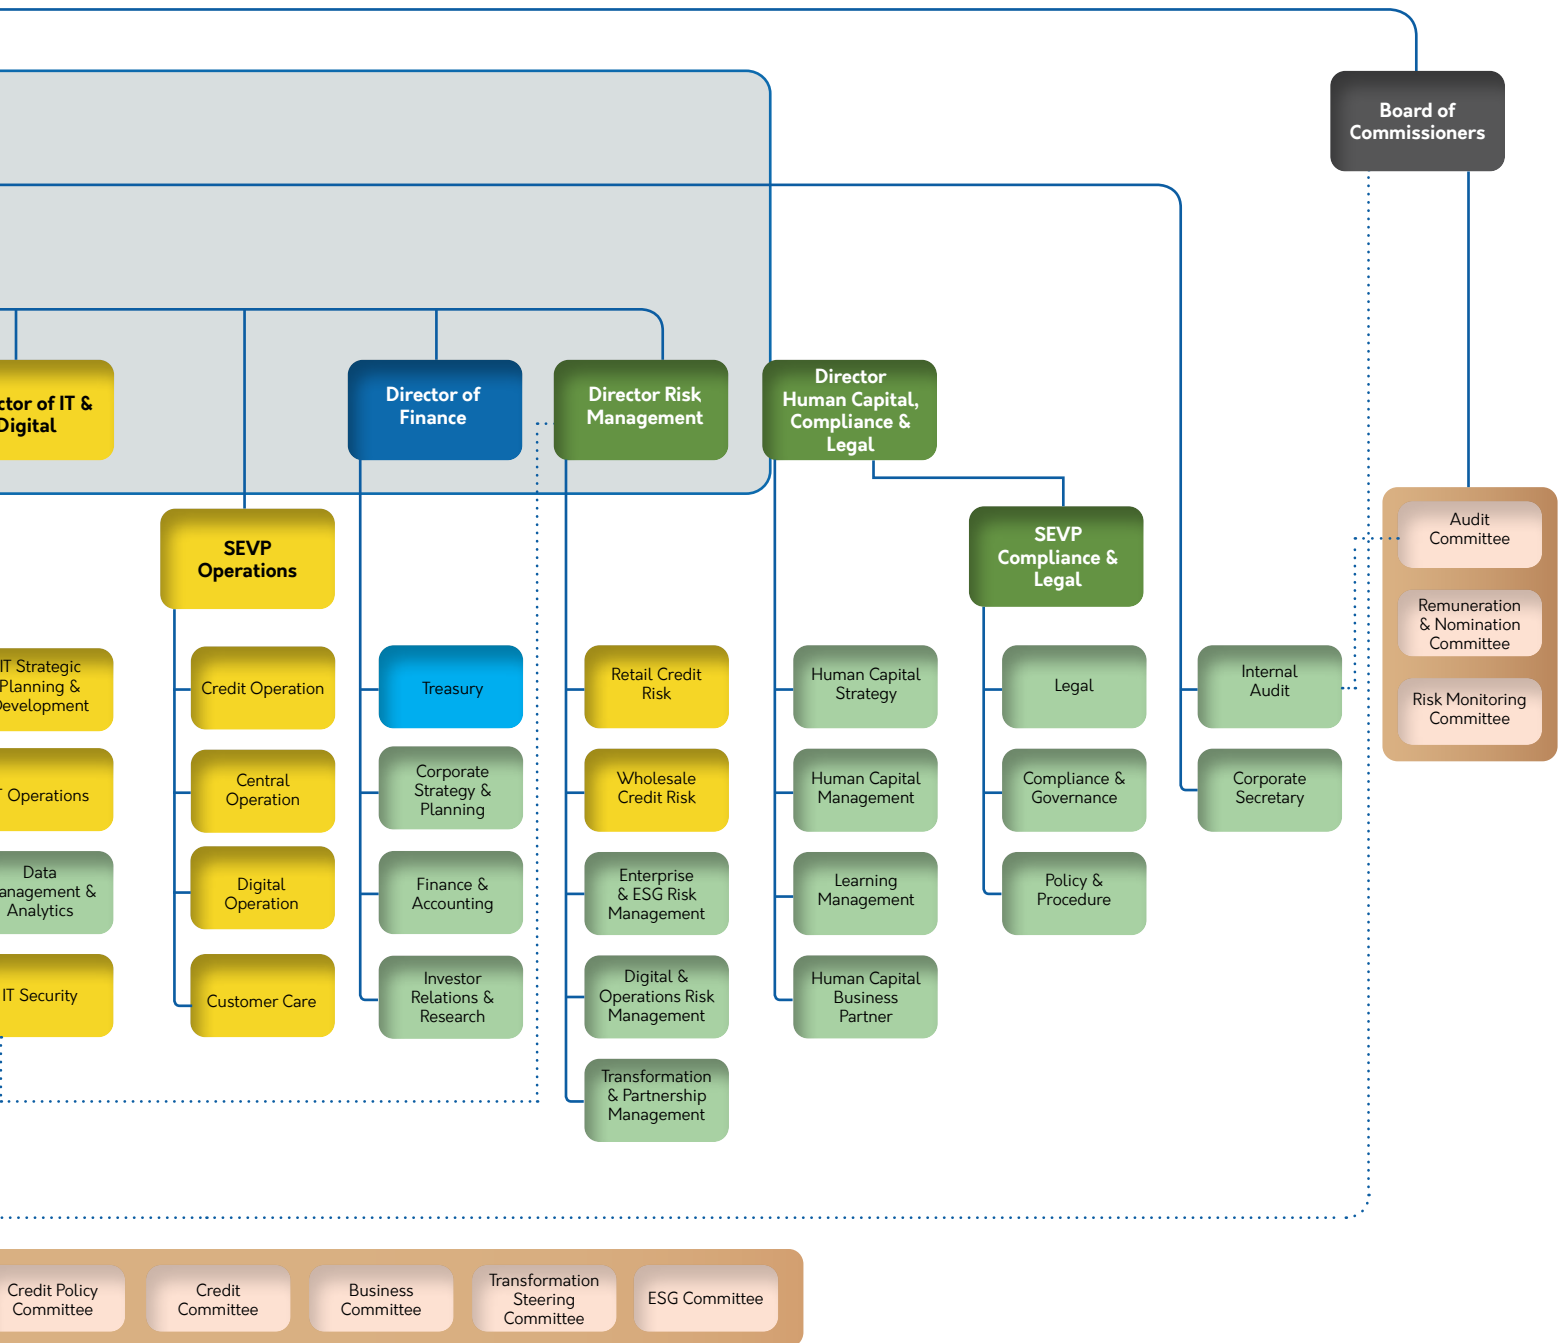 Board of
Commissioners
ctor of IT &
Digital
Director of
Finance
Director Risk
Management
Director
Human Capital,
Compliance &
Legal
SEVP
Operations
SEVP
Compliance &
Legal
Audit
Committee
Remuneration
& Nomination
Committee
Risk Monitoring
Committee
IT Strategic
Planning &
Development
Operations
Data
anagement &
Analytics
IT Security
Credit Operation
Central
Operation
Digital
Operation
Customer Care
Treasury
Corporate
Strategy &
Planning
Finance &
Accounting
Investor
Relations &
Research
Retail Credit
Risk
Wholesale
Credit Risk
Enterprise
& ESG Risk
Management
Digital &
Operations Risk
Management
Transformation
& Partnership
Management
Human Capital
Strategy
Human Capital
Management
Learning
Management
Human Capital
Business
Partner
Legal
Compliance &
Governance
Policy &
Procedure
Internal
Audit
Corporate
Secretary
Credit Policy
Committee
Credit
Committee
Business
Committee
Transformation
Steering
Committee
ESG Committee